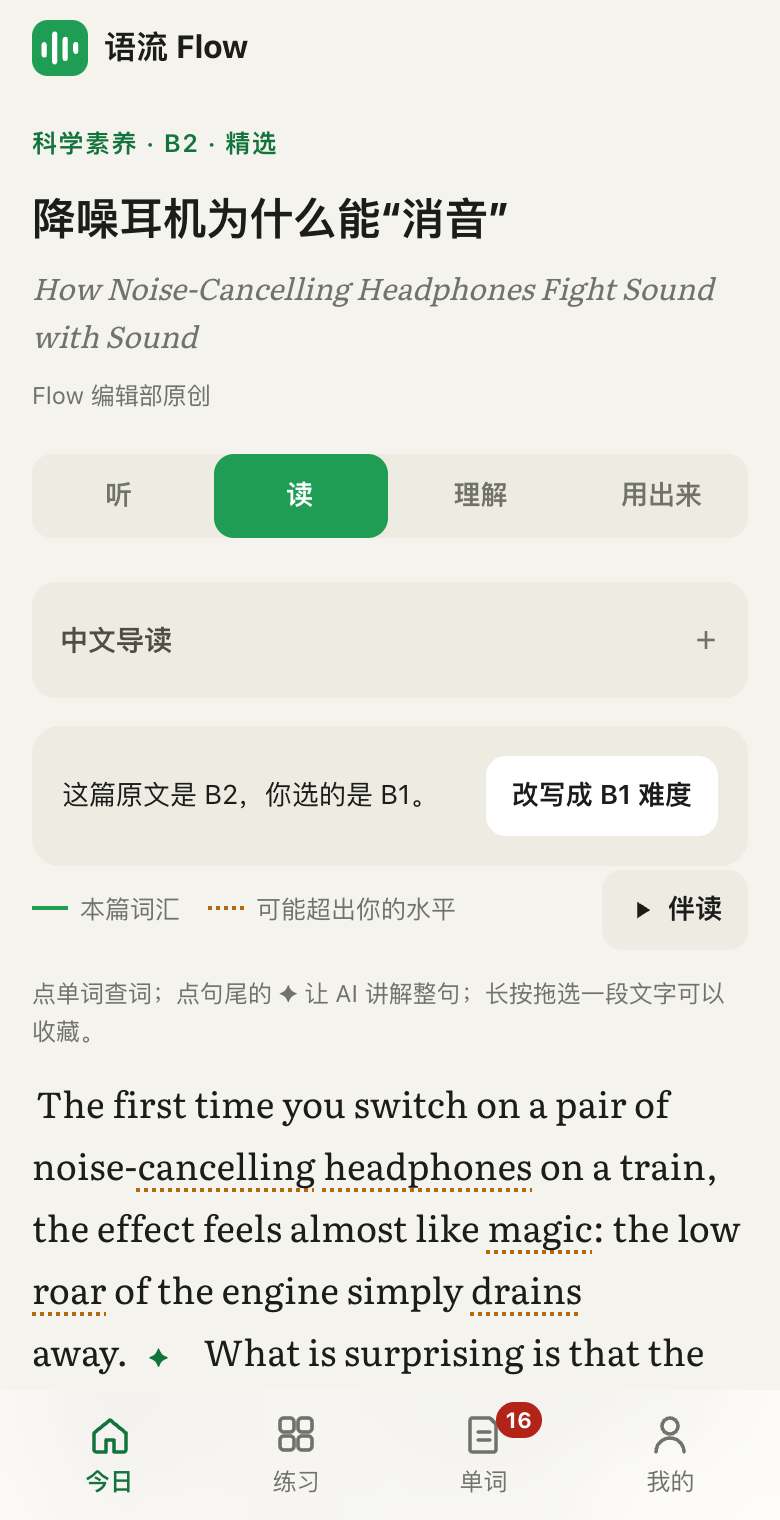 语流 Flow
科学素养 · B2 · 精选
降噪耳机为什么能“消音”
How Noise-Cancelling Headphones Fight Sound
with Sound
Flow 编辑部原创
听 读 理解 用出来
中文导读 +
这篇原文是 B2，你选的是 B1。 改写成 B1 难度
本篇词汇 可能超出你的水平 伴读
点单词查词；点句尾的 ✦ 让 AI 讲解整句；长按拖选一段文字可以
收藏。
The first time you switch on a pair of
noise-cancelling headphones on a train,
the effect feels almost like magic: the low
roar of the engine simply drains
away. ✦ What is surprising is that the
16
今日 练习 单词 我的